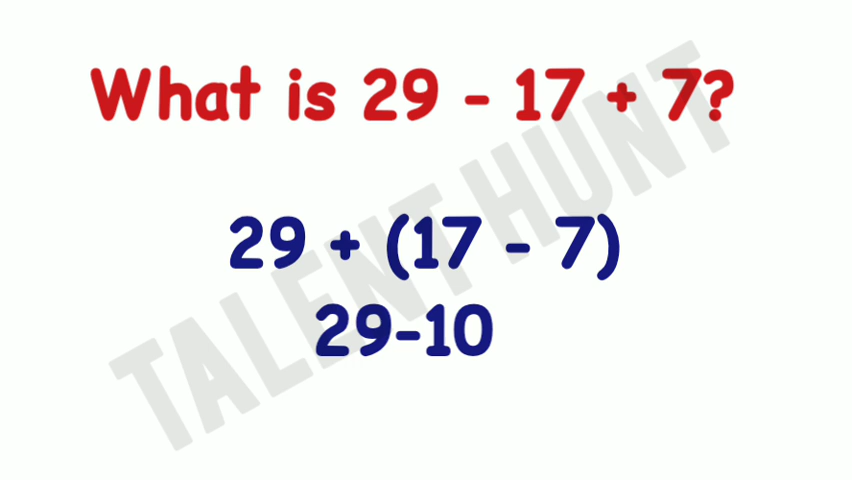 What is 29 - 17 + 7?
29 + (17 - 7)
29-10
TALENT HUNT